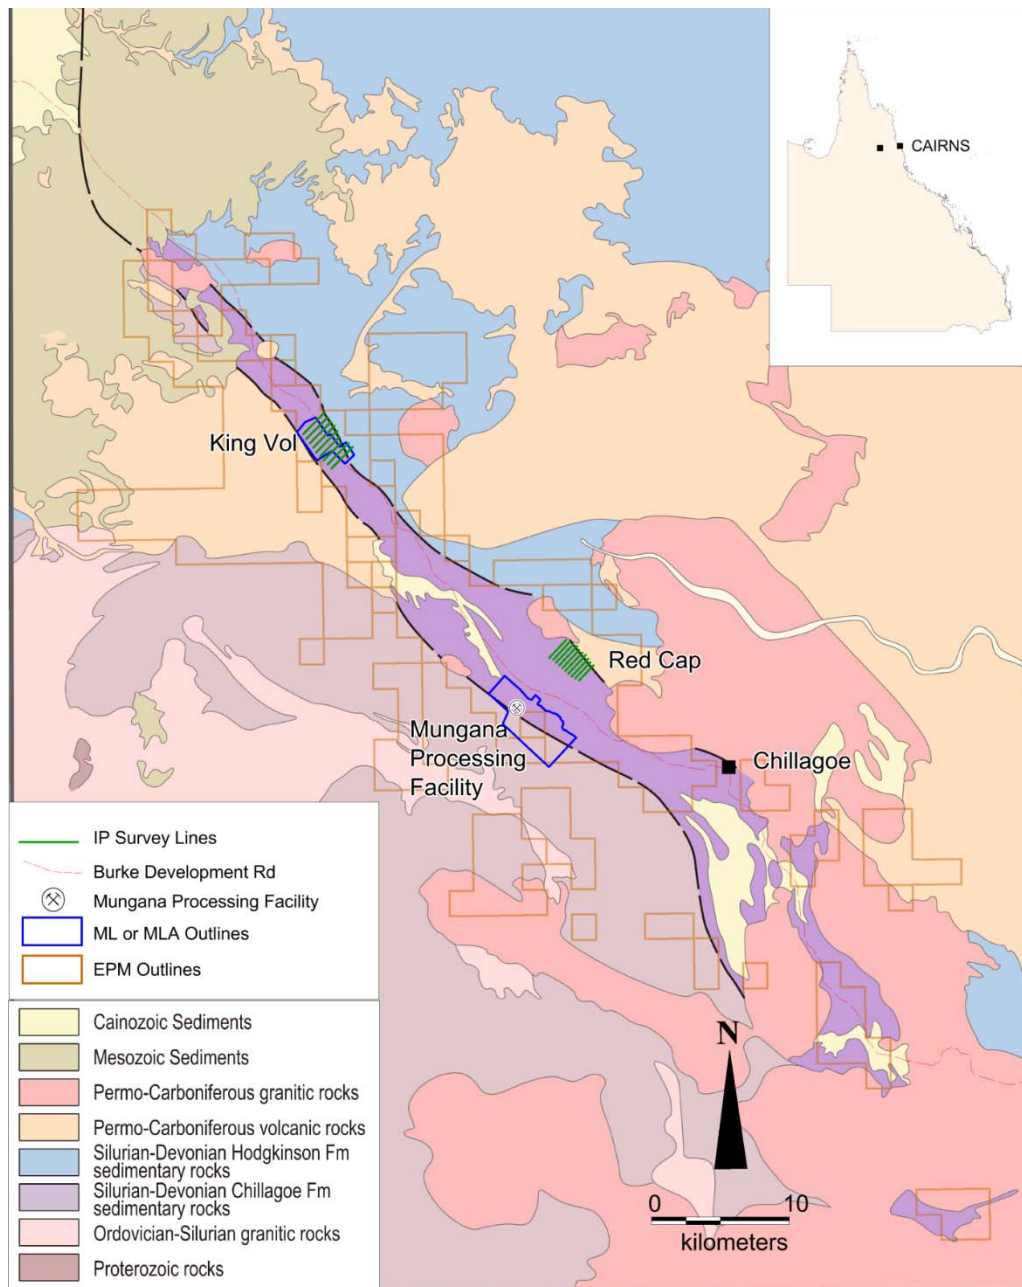 CAIRNS
King Vol
Red Cap
Mungana
Processing
Facility
Chillagoe
IP Survey Lines
Burke Development Rd
Mungana Processing Facility
ML or MLA Outlines
EPM Outlines
Cainozoic Sediments
Mesozoic Sediments
Permo-Carboniferous granitic rocks
Permo-Carboniferous volcanic rocks
Silurian-Devonian Hodgkinson Fm
sedimentary rocks
Silurian-Devonian Chillagoe Fm
sedimentary rocks
Ordovician-Silurian granitic rocks
Proterozoic rocks
N
0 10
kilometers